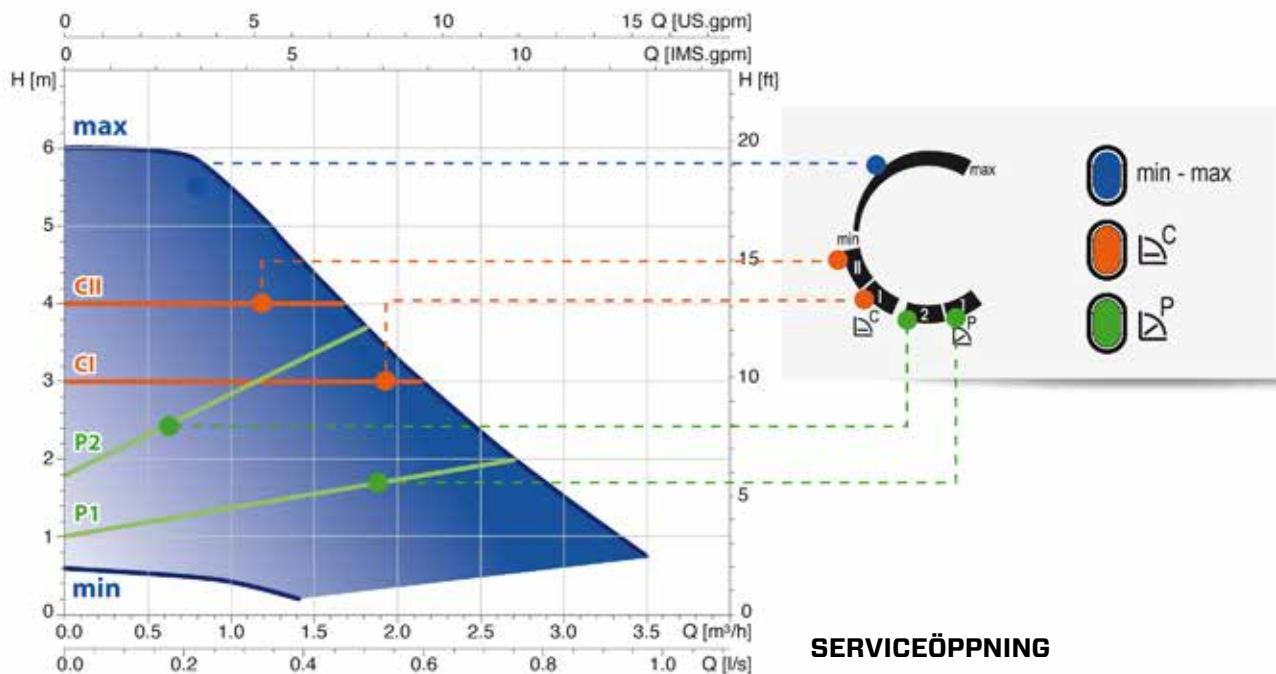 0 5 10 15 Q [US.gpm]
0 5 10 Q [IMS.gpm]
H [m] H [ft]
max
6 20
max
min - max
5
min
C
15
II
CII
4
I
2 1
C P
P
CI
3 10
P2
2
P1
5
1
min
0 0
0.0 0.5 1.0 1.5 2.0 2.5 3.0 3.5 Q [m³/h]
0.0 0.2 0.4 0.6 0.8 1.0 Q [l/s]
SERVICEÖPPNING